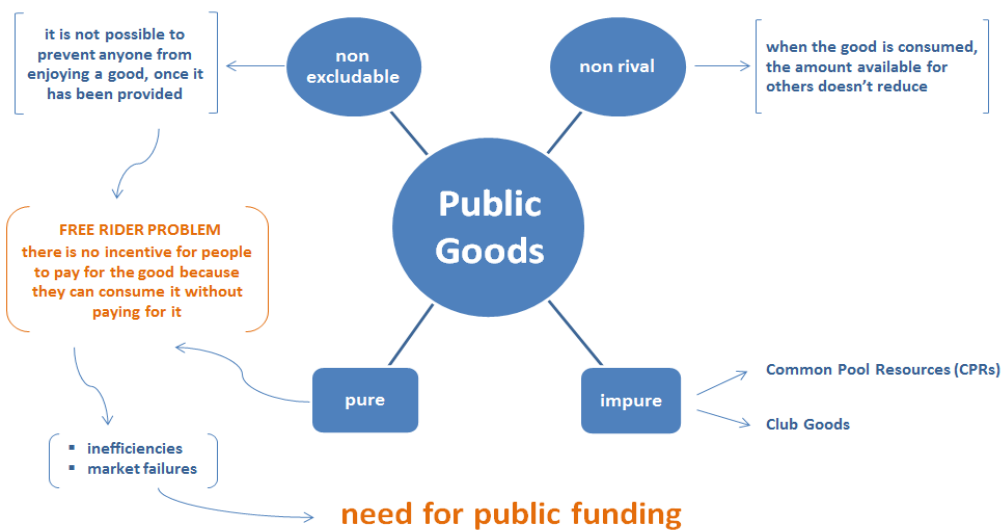 it is not possible to
prevent anyone from
enjoying a good, once it
has been provided
non
excludable
non rival
when the good is consumed,
the amount available for
others doesn’t reduce
Public
Goods
FREE RIDER PROBLEM
there is no incentive for people
to pay for the good because
they can consume it without
paying for it
pure
impure
Common Pool Resources (CPRs)
Club Goods
▪ inefficiencies
▪ market failures
need for public funding